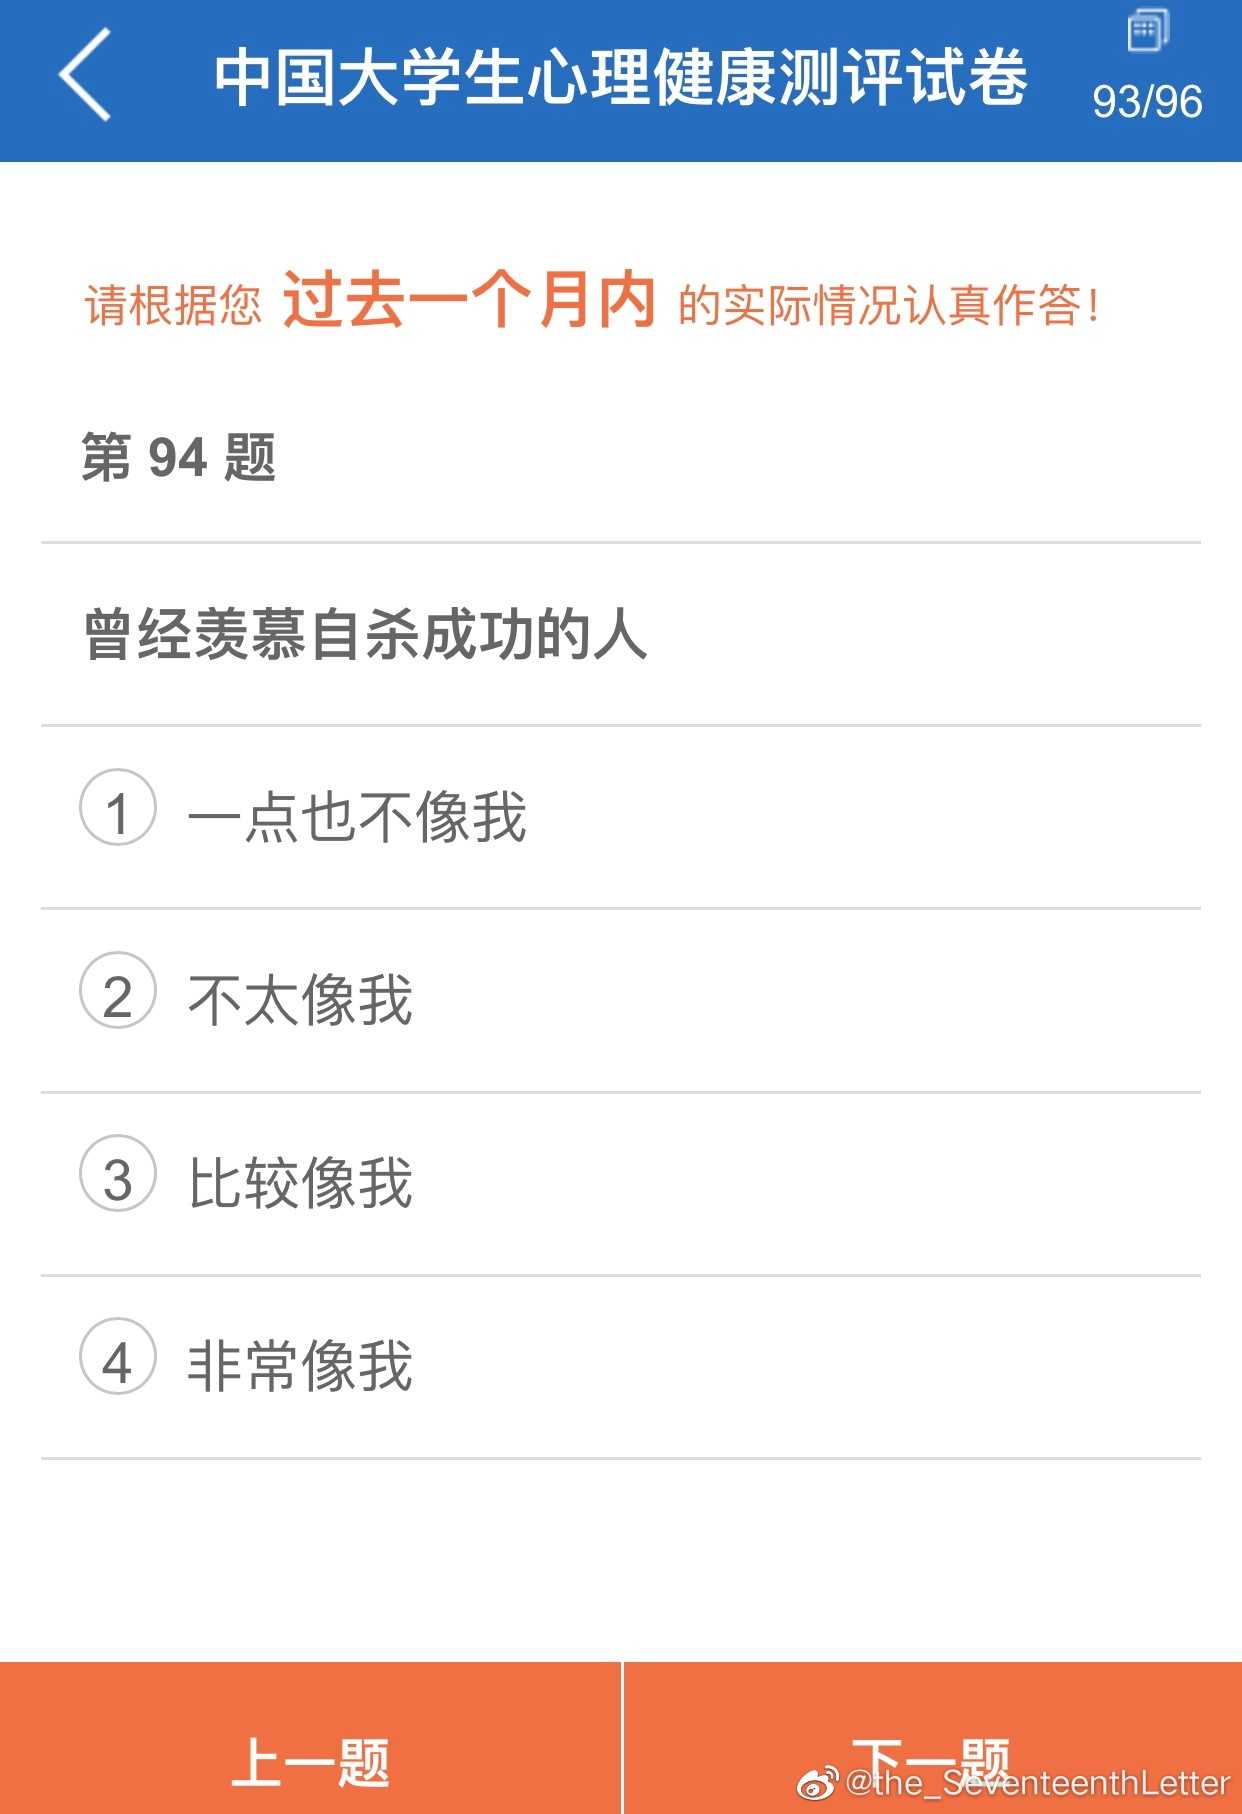 中国大学生心理健康测评试卷
93/96
请根据您 过去一个月内 的实际情况认真作答！
第 94 题
曾经羡慕自杀成功的人
1 一点也不像我
2 不太像我
3 比较像我
4 非常像我
上一题 下一题
@the_SeventeenthLetter